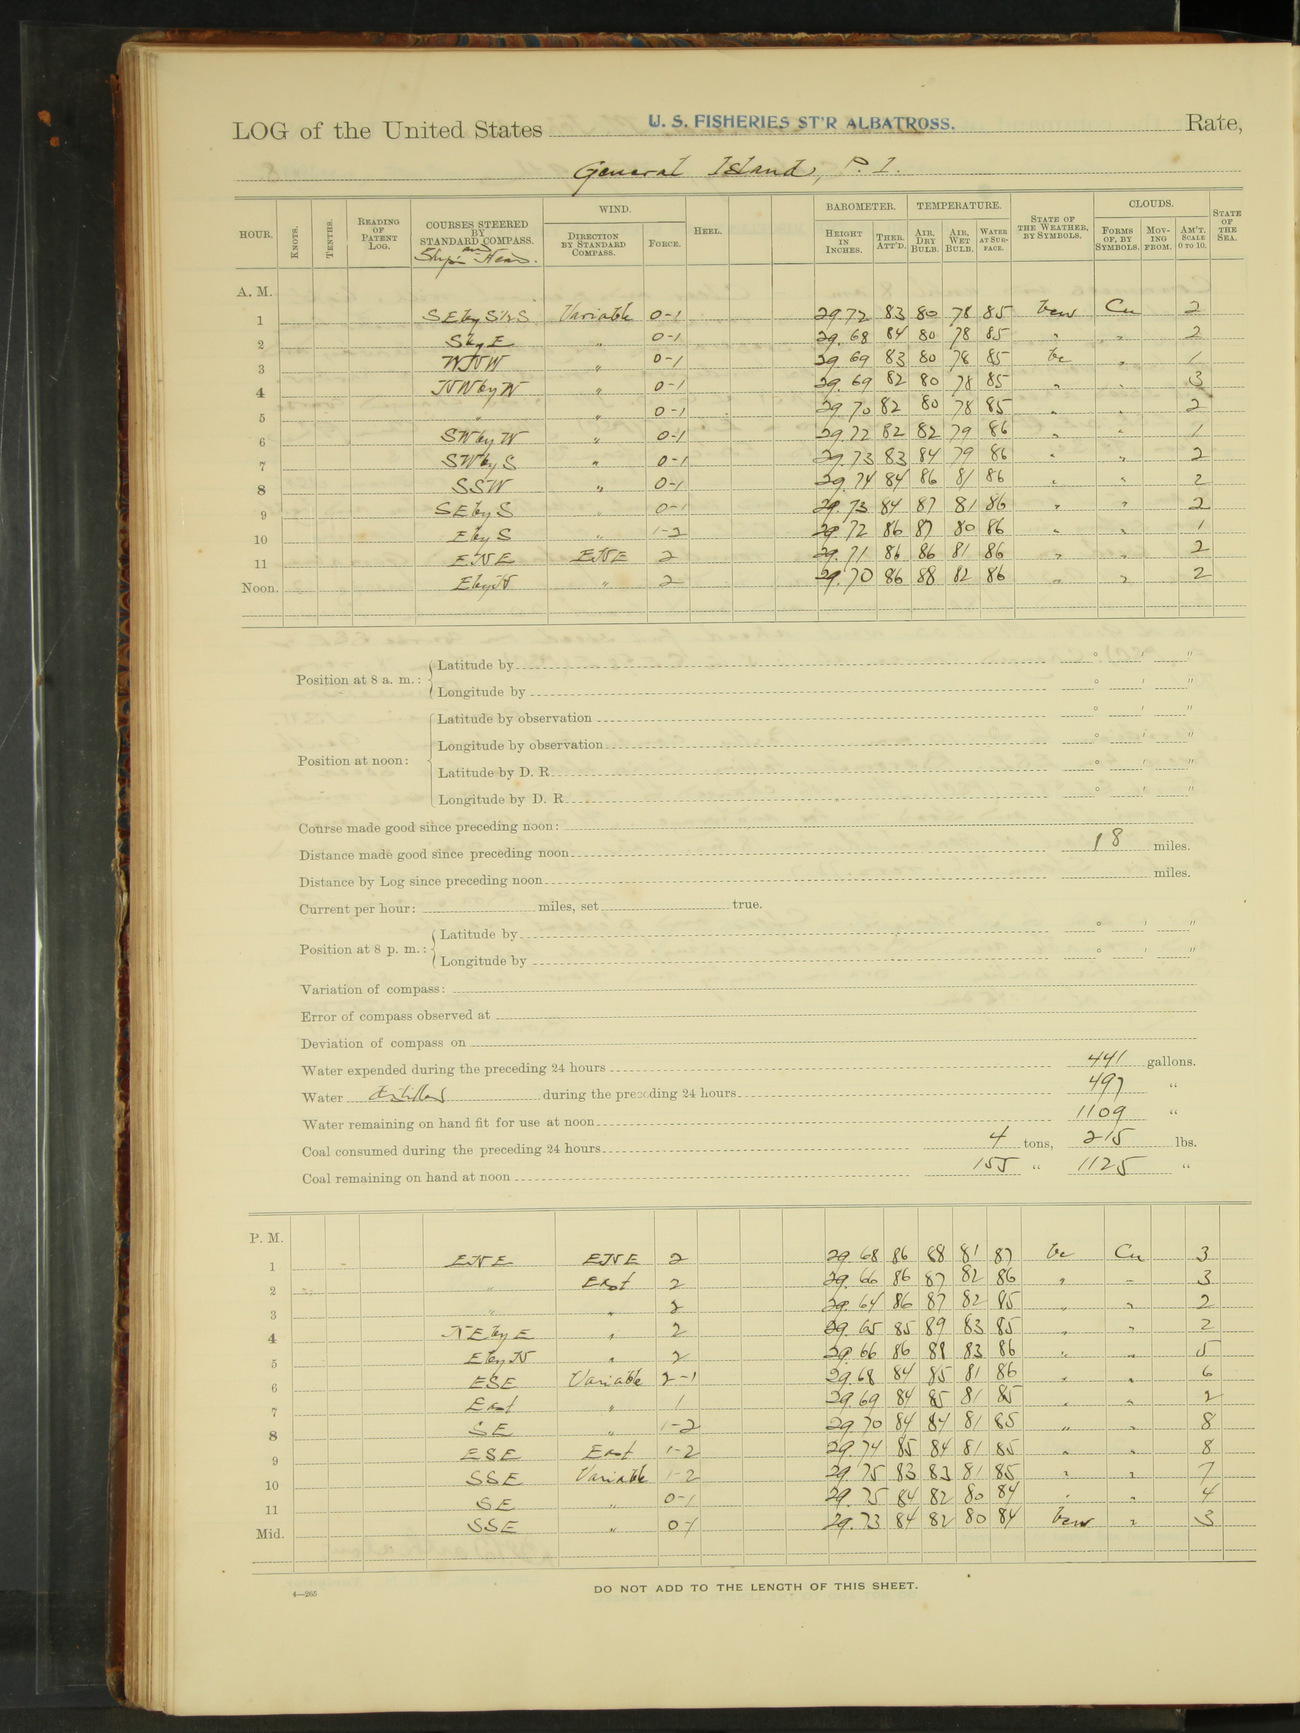 LOG of the United States U. S. FISHERIES ST'R ALBATROSS. Rate,
General Island, P. I.
HOUR. KNOTS. TENTHS. READING OF PATENT LOG. COURSES STEERED BY STANDARD COMPASS. and Ship's Head. WIND. DIRECTION BY STANDARD COMPASS. FORCE. HEEL. BAROMETER. HEIGHT IN INCHES. THER. ATT'D. TEMPERATURE. AIR, DRY BULB. AIR, WET BULB. WATER AT SURFACE. STATE OF THE WEATHER, BY SYMBOLS. CLOUDS. FORMS OF, BY SYMBOLS. MOVING FROM. AM'T. SCALE 0 TO 10. STATE OF THE SEA.
A. M.
1 SE by S½S Variable 0-1 29.72 83 80 78 85 bcw Cu 2
2 S by E " 0-1 29.68 84 80 78 85 " " 2
3 WNW " 0-1 29.69 83 80 78 85 bc " 1
4 NW by W " 0-1 29.69 82 80 78 85 " " 3
5 " " 0-1 29.70 82 80 78 85 " " 2
6 SW by W " 0-1 29.72 82 82 79 86 " " 1
7 SW by S " 0-1 29.73 83 84 79 86 " " 2
8 SSW " 0-1 29.74 84 86 81 86 " " 2
9 SE by S " 0-1 29.73 84 87 81 86 " " 2
10 E by S " 1-2 29.72 86 87 80 86 " " 1
11 ENE ENE 2 29.71 86 86 81 86 " " 2
Noon. E by N " 2 29.70 86 88 82 86 " " 2
Position at 8 a. m.: Latitude by ° ' "
Longitude by ° ' "
Position at noon: Latitude by observation ° ' "
Longitude by observation ° ' "
Latitude by D. R. ° ' "
Longitude by D. R. ° ' "
Course made good since preceding noon:
Distance made good since preceding noon 18 miles.
Distance by Log since preceding noon miles.
Current per hour: miles, set true.
Position at 8 p. m.: Latitude by ° ' "
Longitude by ° ' "
Variation of compass:
Error of compass observed at
Deviation of compass on
Water expended during the preceding 24 hours 441 gallons.
Water distilled during the preceding 24 hours 497 "
Water remaining on hand fit for use at noon 1109 "
Coal consumed during the preceding 24 hours 4 tons, 215 lbs.
Coal remaining on hand at noon 155 " 1125 "
P. M.
1 ENE ENE 2 29.68 86 88 81 87 bc Cu 3
2 " East 2 29.66 86 87 82 86 " " 3
3 " " 2 29.64 86 87 82 85 " " 2
4 NE by E " 2 29.65 85 89 83 85 " " 2
5 E by N " 2 29.66 86 88 83 86 " " 5
6 ESE Variable 2-1 29.68 84 85 81 86 " " 6
7 East " 1 29.69 84 85 81 85 " " 2
8 SE " 1-2 29.70 84 84 81 85 " " 8
9 ESE East 1-2 29.74 85 84 81 85 " " 8
10 SSE Variable 1-2 29.75 83 83 81 85 " " 7
11 SE " 0-1 29.75 84 82 80 84 " " 4
Mid. SSE " 0-1 29.73 84 82 80 84 bcw " 3
4—265
DO NOT ADD TO THE LENGTH OF THIS SHEET.